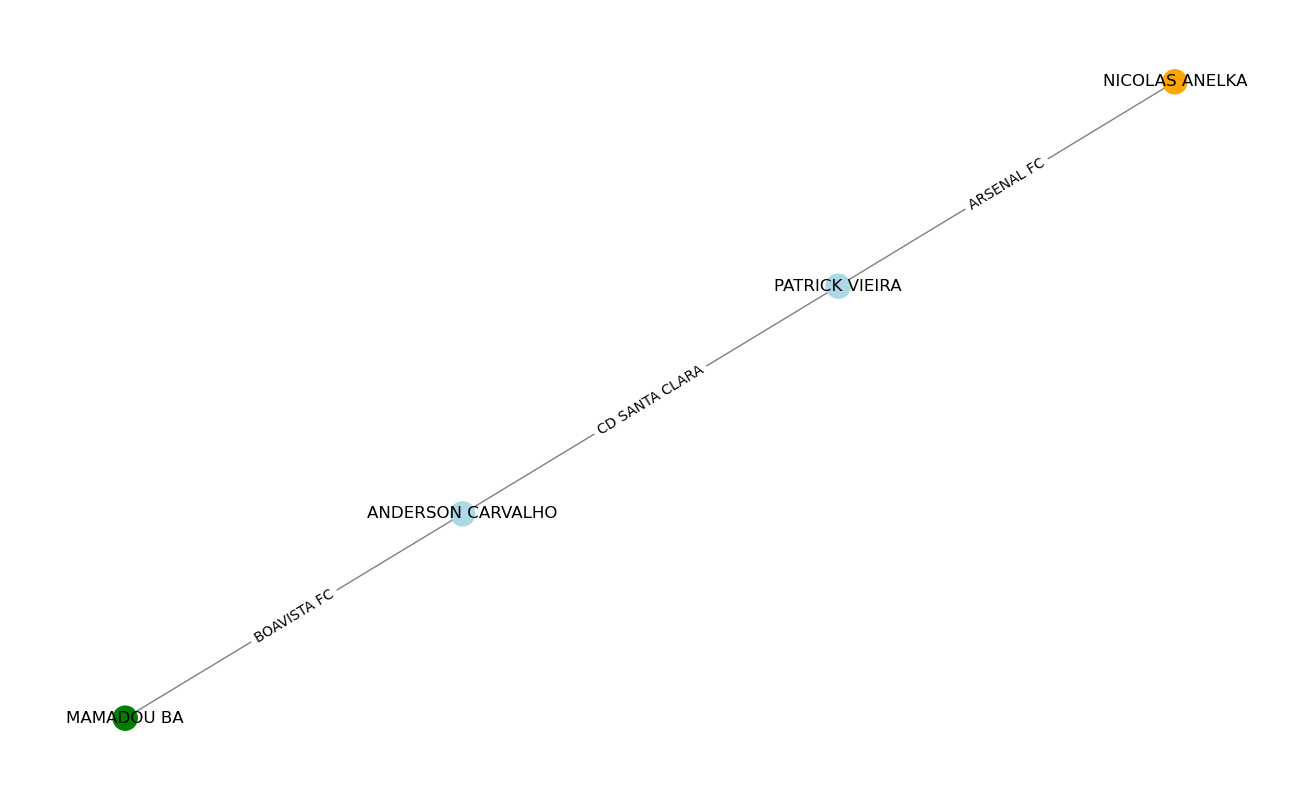 NICOLAS ANELKA
ARSENAL FC
PATRICK VIEIRA
CD SANTA CLARA
ANDERSON CARVALHO
BOAVISTA FC
MAMADOU BA